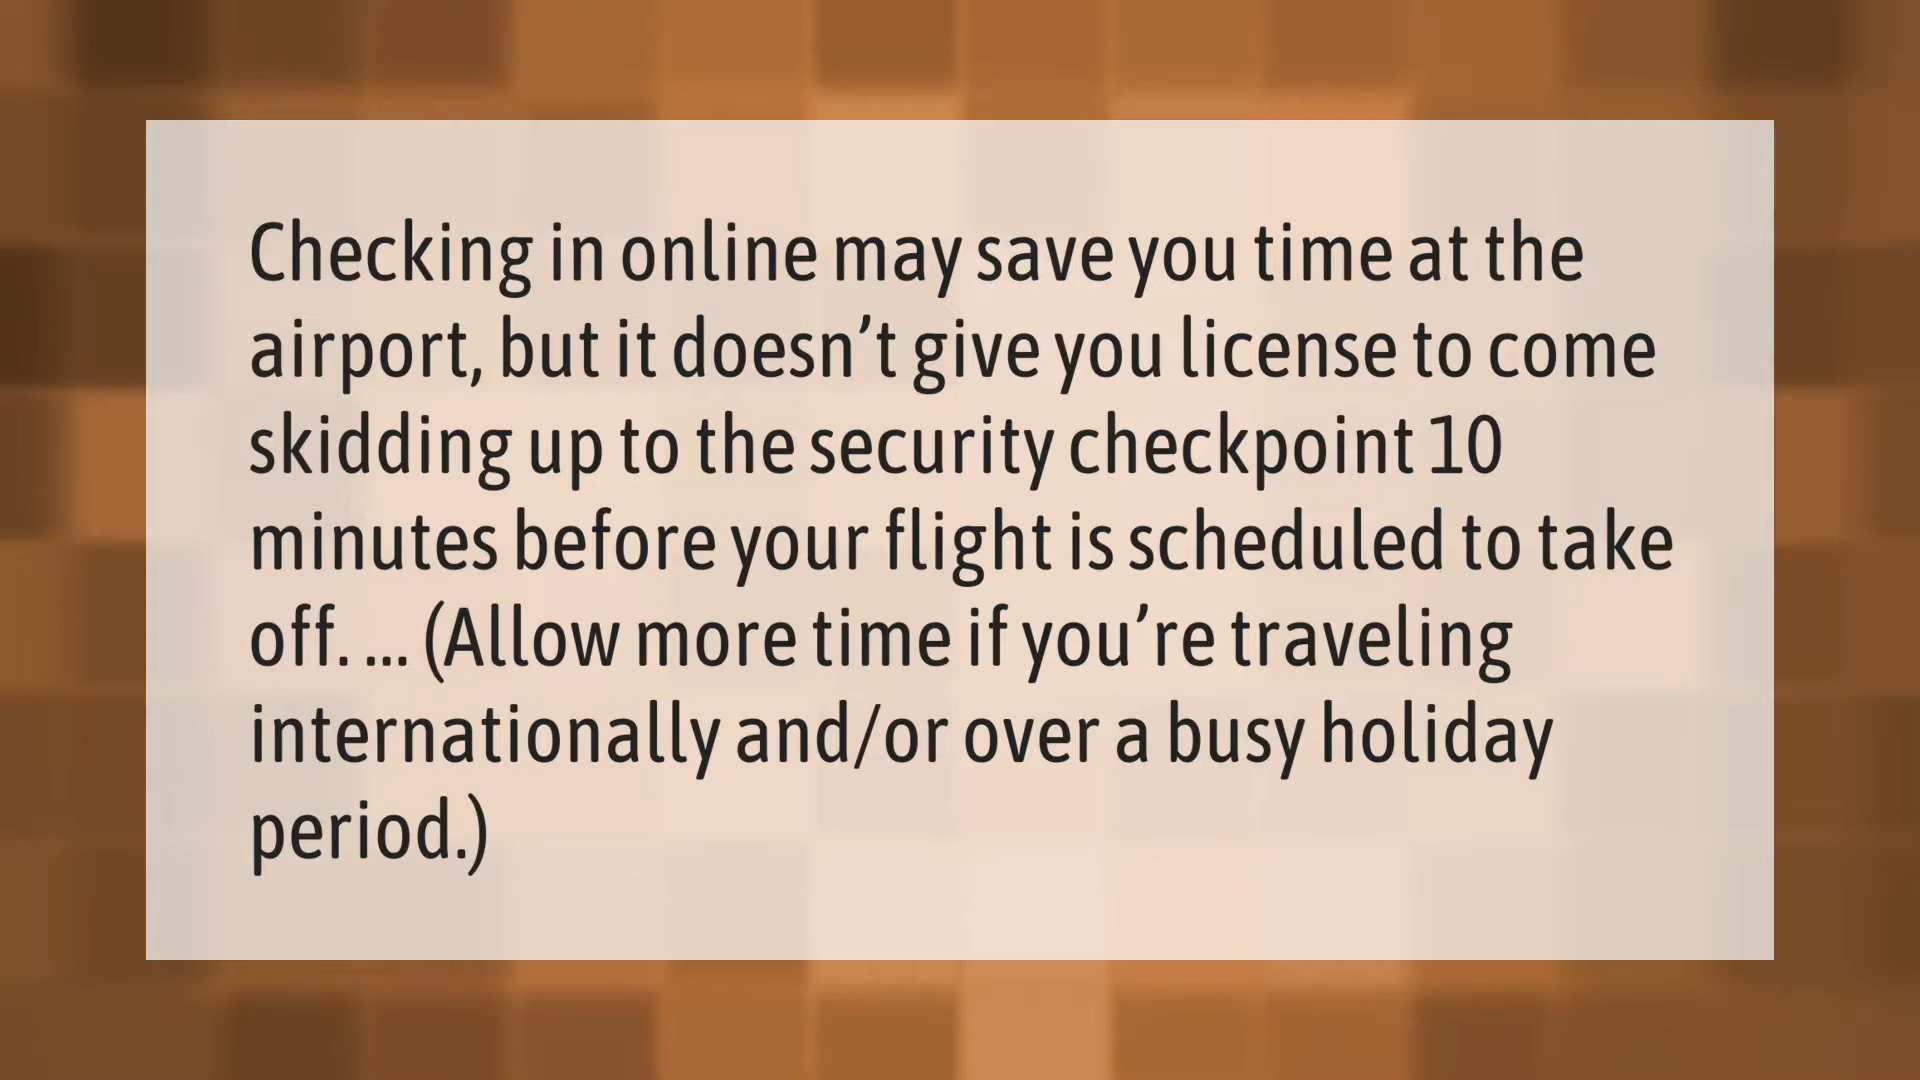 Checking in online may save you time at the
airport, but it doesn’t give you license to come
skidding up to the security checkpoint 10
minutes before your flight is scheduled to take
off. ... (Allow more time if you’re traveling
internationally and/or over a busy holiday
period.)